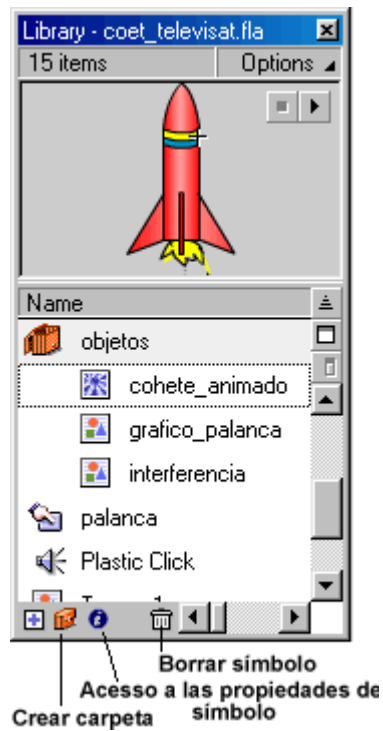 Library - coet_televisat.fla
15 items Options
Name
objetos
cohete_animado
grafico_palanca
interferencia
palanca
Plastic Click
Borrar símbolo
Acesso a las propiedades de
símbolo
Crear carpeta